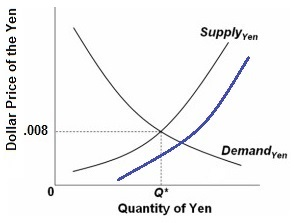 Dollar Price of the Yen
Supply Yen
.008
Demand Yen
0
Q*
Quantity of Yen